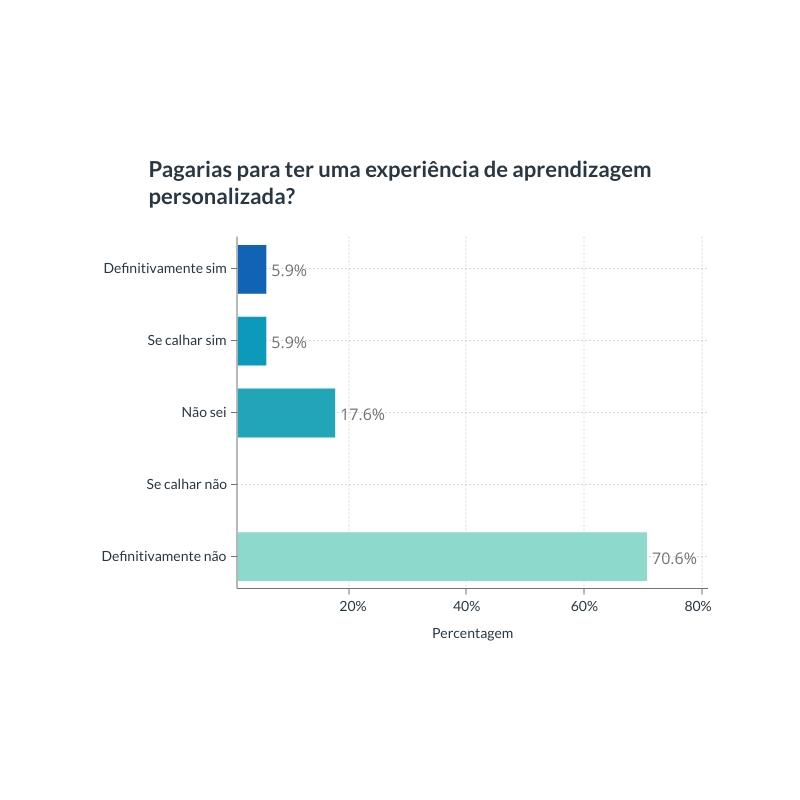 Pagarias para ter uma experiência de aprendizagem
personalizada?
Definitivamente sim
5.9%
Se calhar sim
5.9%
Não sei
17.6%
Se calhar não
Definitivamente não
70.6%
20%
40%
60%
80%
Percentagem